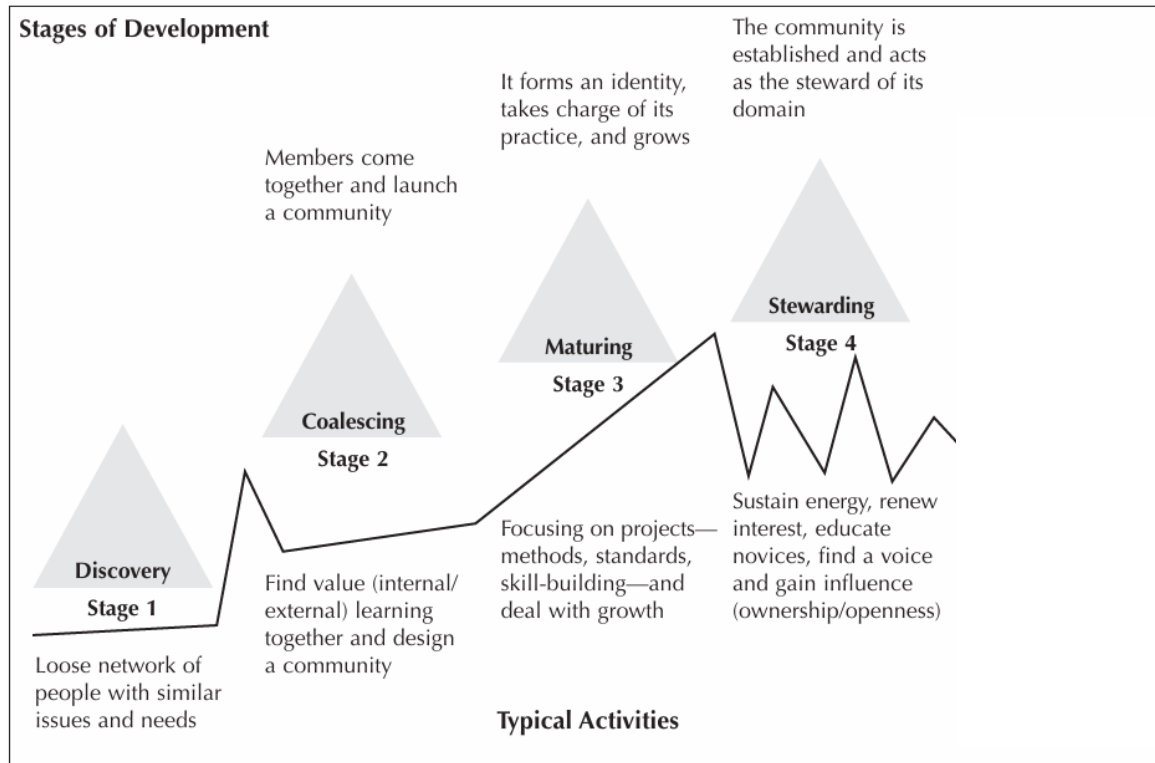 Stages of Development
The community is
established and acts
as the steward of its
domain
It forms an identity,
takes charge of its
practice, and grows
Members come
together and launch
a community
Stewarding
Stage 4
Maturing
Stage 3
Coalescing
Stage 2
Discovery
Stage 1
Loose network of
people with similar
issues and needs
Find value (internal/
external) learning
together and design
a community
Focusing on projects—
methods, standards,
skill-building—and
deal with growth
Sustain energy, renew
interest, educate
novices, find a voice
and gain influence
(ownership/openness)
Typical Activities